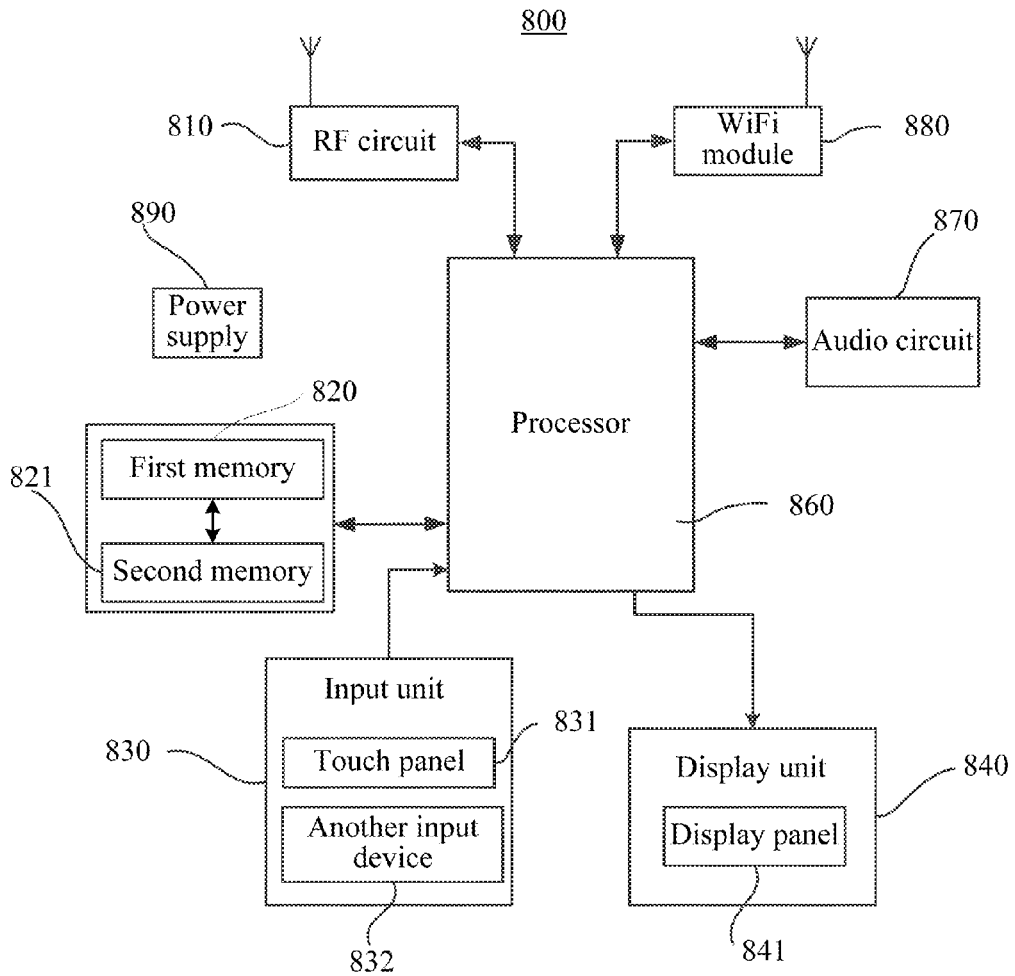 800
810
RF circuit
WiFi
module
880
890
Power
supply
870
Audio circuit
Processor
860
820
821
First memory
Second memory
Input unit
830
Touch panel
831
Another input
device
832
Display unit
840
Display panel
841